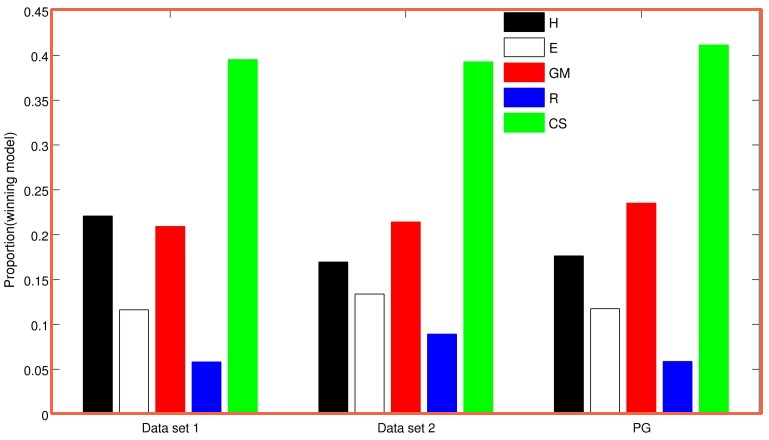 0.45
0.4
0.35
0.3
0.25
0.2
0.15
0.1
0.05
0
Proportion(winning model)
H
E
GM
R
CS
Data set 1
Data set 2
PG